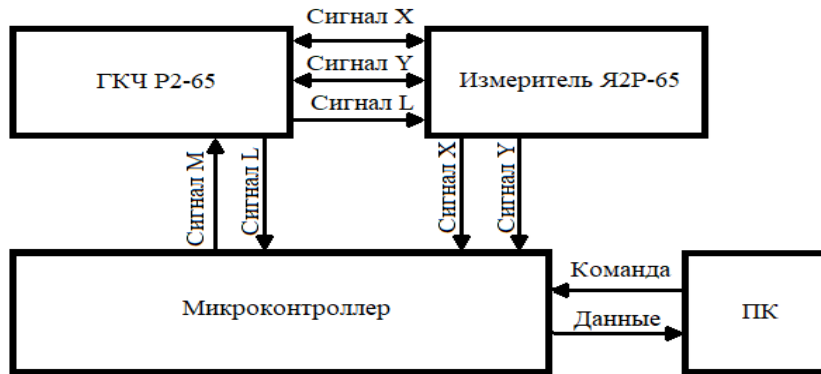 Сигнал X
ГКЧ Р2-65
Сигнал Y
Измеритель Я2Р-65
Сигнал L
Сигнал M
Сигнал L
Сигнал X
Сигнал Y
Микроконтроллер
Команда
Данные
ПК